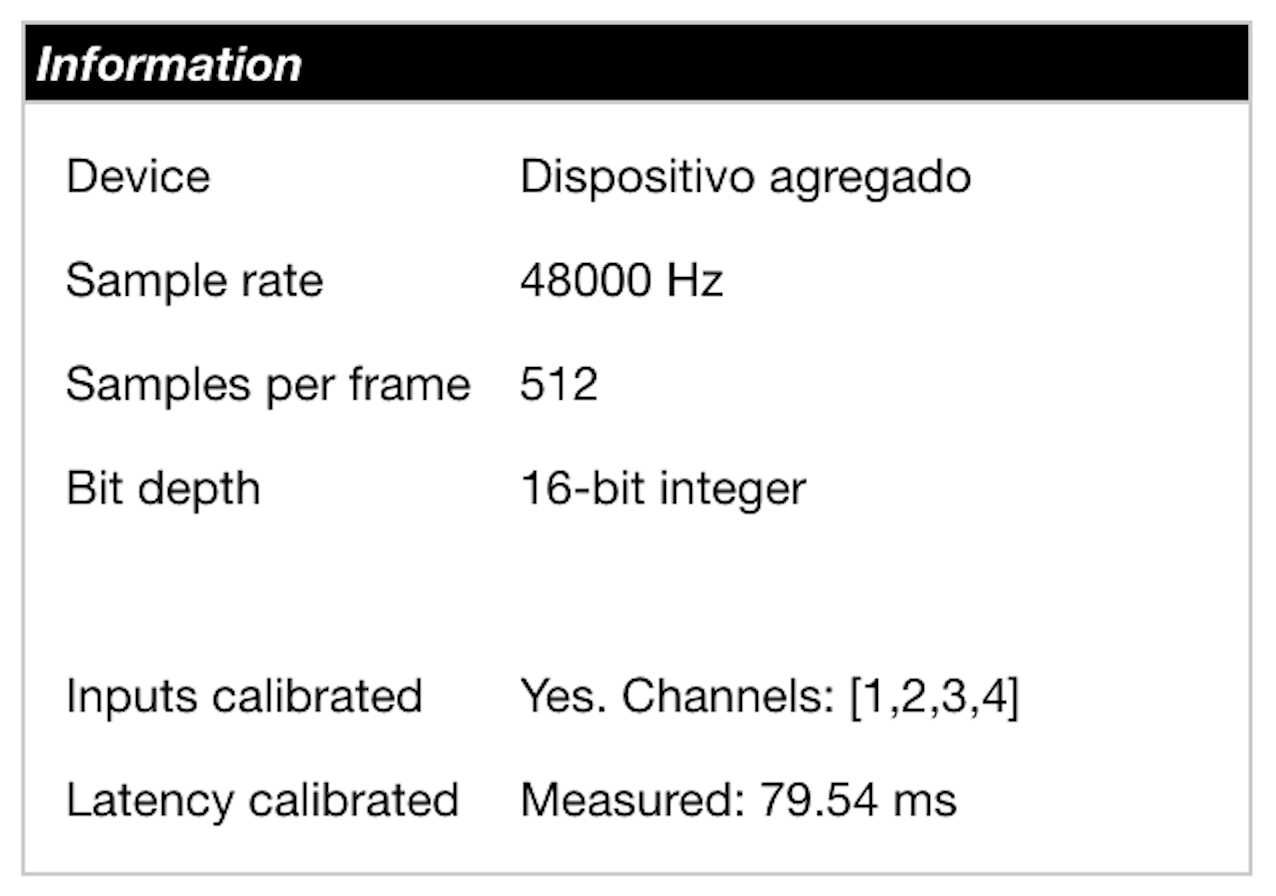 Information
Device Dispositivo agregado
Sample rate 48000 Hz
Samples per frame 512
Bit depth 16-bit integer
Inputs calibrated Yes. Channels: [1,2,3,4]
Latency calibrated Measured: 79.54 ms